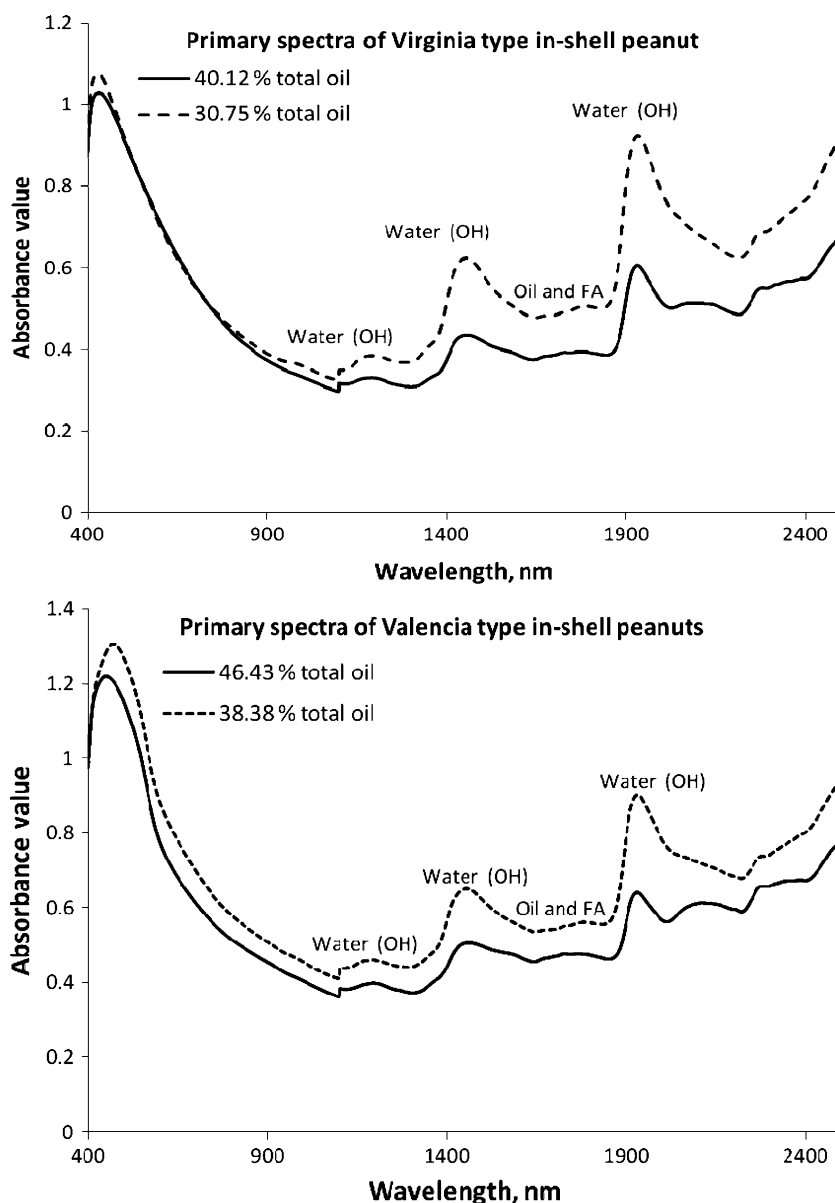 Primary spectra of Virginia type in-shell peanut
40.12 % total oil
30.75 % total oil
Water (OH)
Water (OH)
Oil and FA
Water (OH)
Absorbance value
1.2
1
0.8
0.6
0.4
0.2
0
400
900
1400
1900
2400
Wavelength, nm
Primary spectra of Valencia type in-shell peanuts
46.43 % total oil
38.38 % total oil
Water (OH)
Water (OH)
Oil and FA
Water (OH)
Absorbance value
1.4
1.2
1
0.8
0.6
0.4
0.2
0
400
900
1400
1900
2400
Wavelength, nm